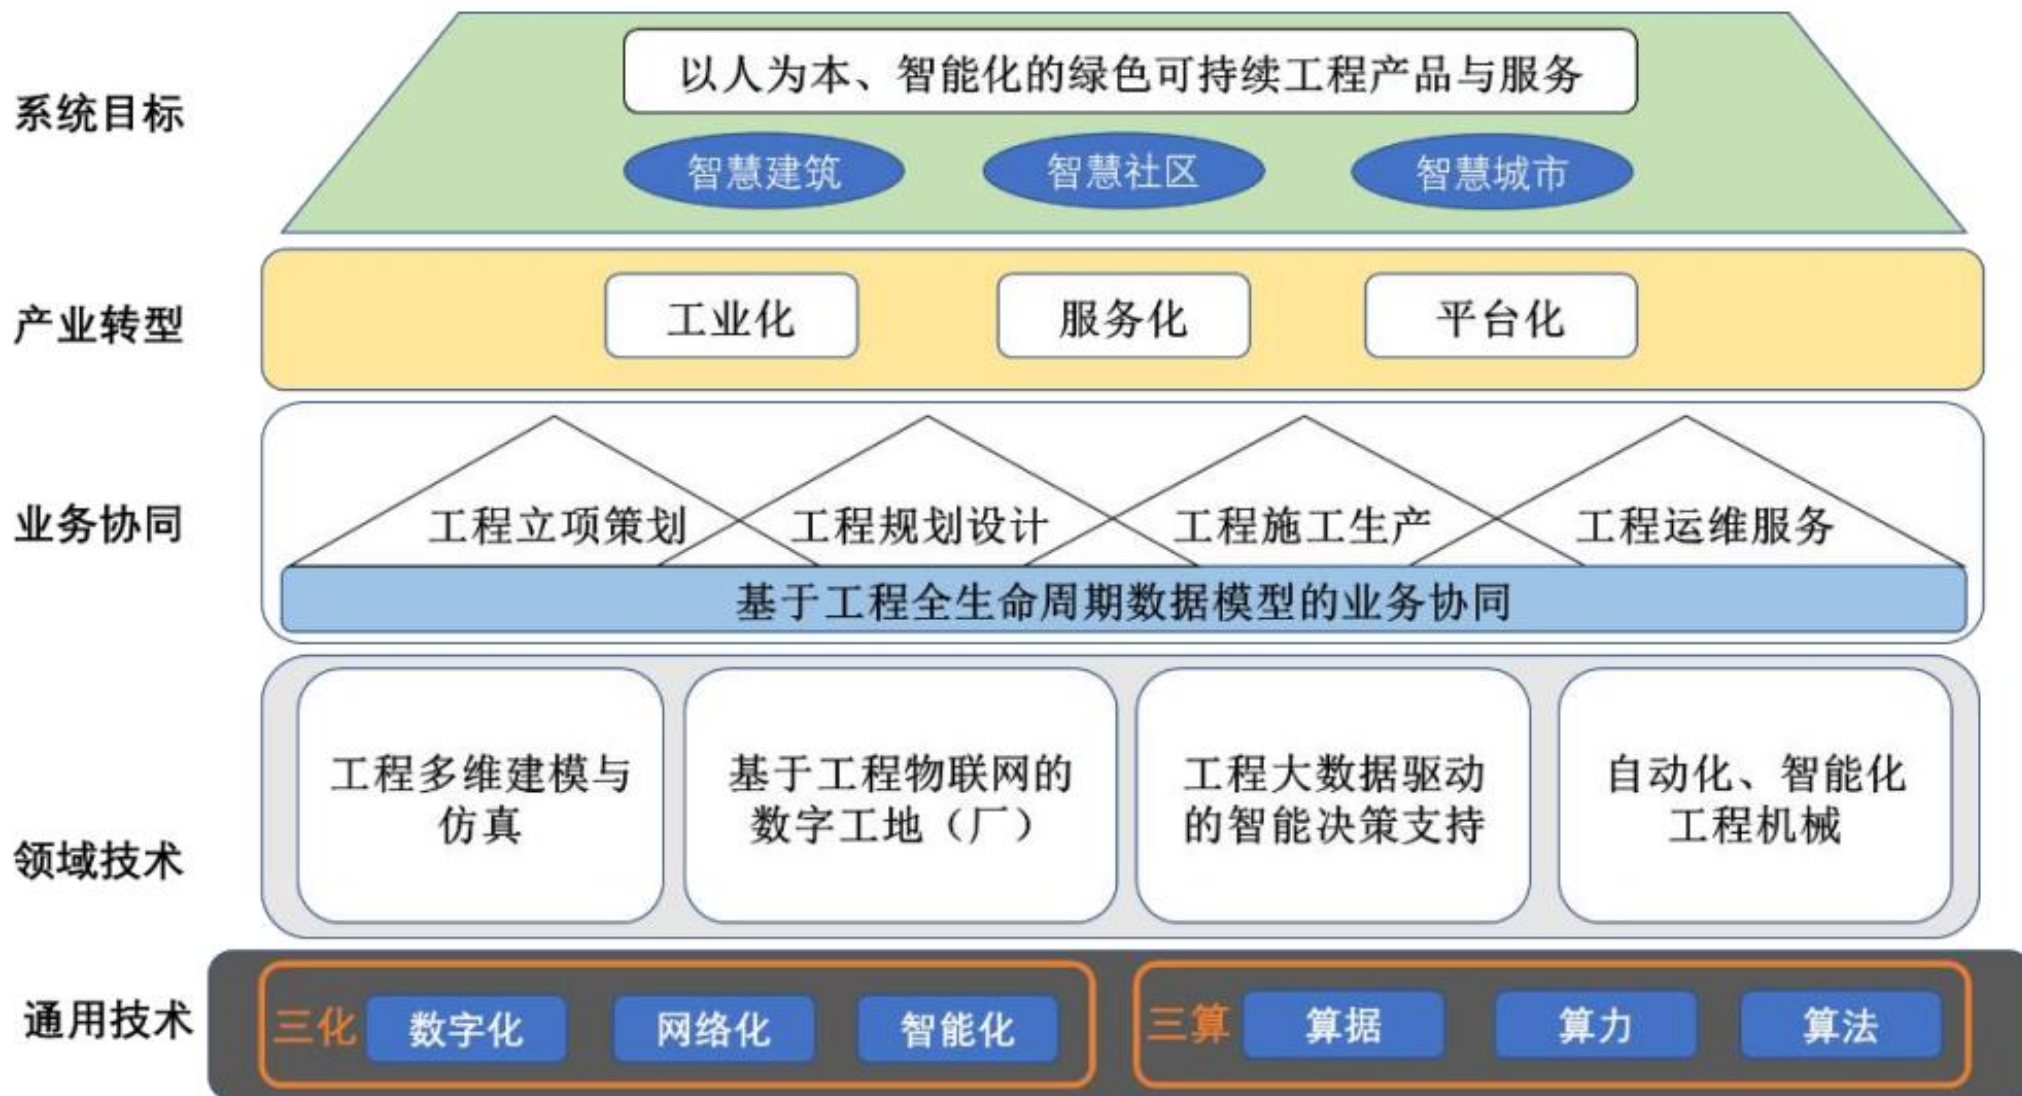 系统目标
以人为本、智能化的绿色可持续工程产品与服务
智慧建筑
智慧社区
智慧城市
产业转型
工业化
服务化
平台化
业务协同
工程立项策划
工程规划设计
工程施工生产
工程运维服务
基于工程全生命周期数据模型的业务协同
领域技术
工程多维建模与
仿真
基于工程物联网的
数字工地（厂）
工程大数据驱动
的智能决策支持
自动化、智能化
工程机械
通用技术
三化
数字化
网络化
智能化
三算
算据
算力
算法